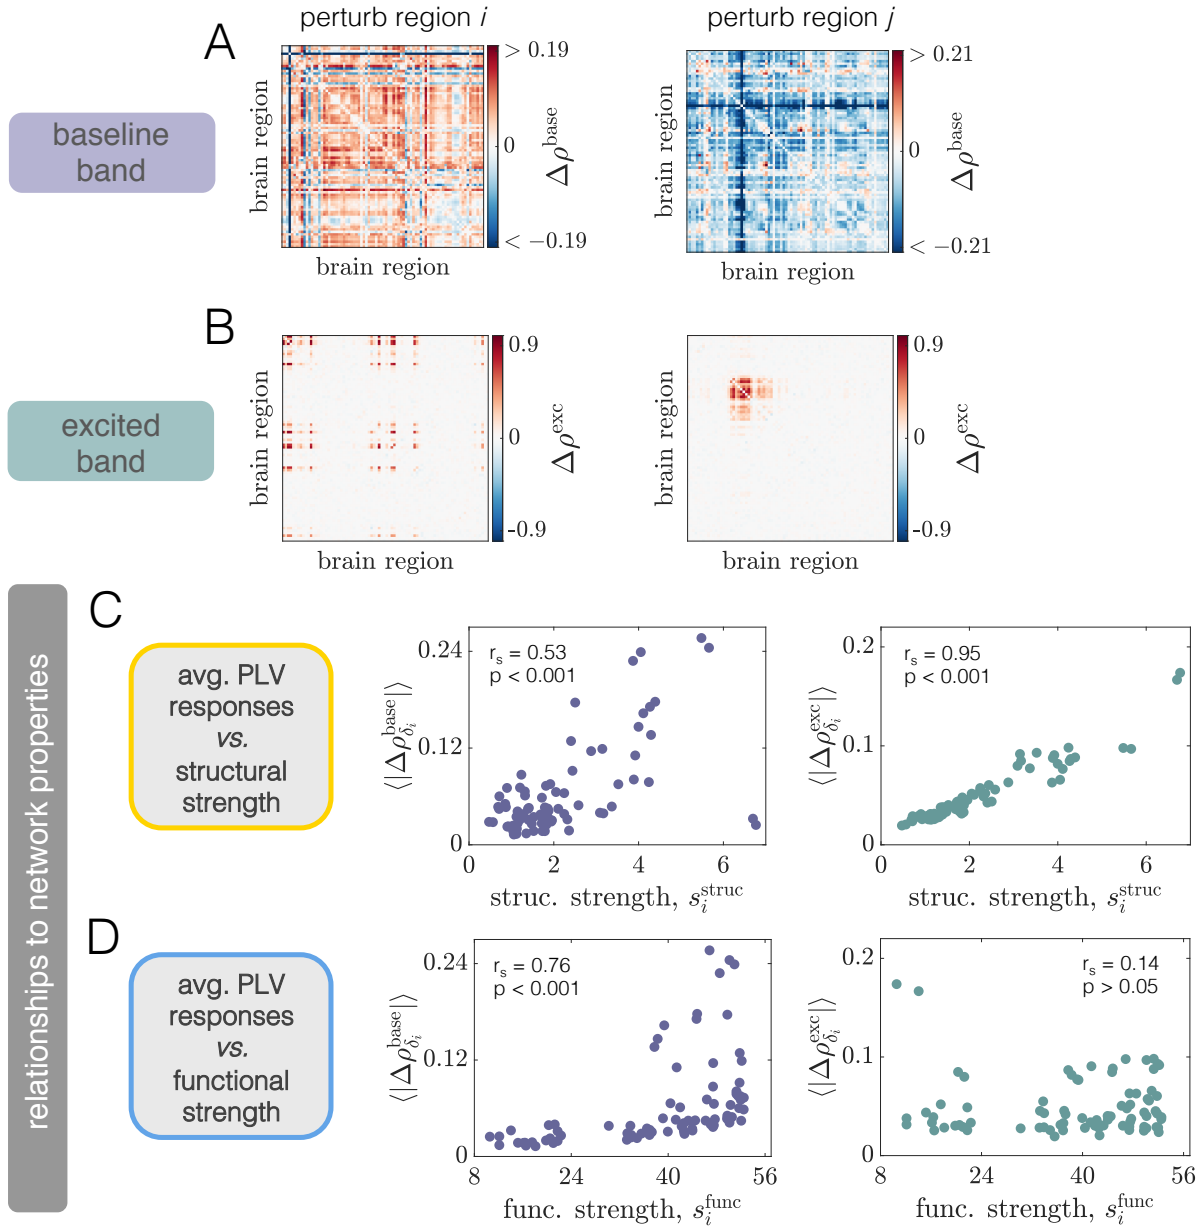 A
perturb region i
perturb region j
baseline
band
brain region
brain region
> 0.19
0
< −0.19
Δρ^base
brain region
brain region
> 0.21
0
< −0.21
Δρ^base
B
excited
band
brain region
brain region
0.9
0
-0.9
Δρ^exc
brain region
brain region
0.9
0
-0.9
Δρ^exc
relationships to network properties
C
avg. PLV
responses
vs.
structural
strength
⟨|Δρ^base_δi|⟩
0.24
0.12
0
r_s = 0.53
p < 0.001
0 2 4 6
struc. strength, s_i^struc
⟨|Δρ^exc_δi|⟩
0.2
0.1
0
r_s = 0.95
p < 0.001
0 2 4 6
struc. strength, s_i^struc
D
avg. PLV
responses
vs.
functional
strength
⟨|Δρ^base_δi|⟩
0.24
0.12
0
r_s = 0.76
p < 0.001
8 24 40 56
func. strength, s_i^func
⟨|Δρ^exc_δi|⟩
0.2
0.1
0
r_s = 0.14
p > 0.05
8 24 40 56
func. strength, s_i^func